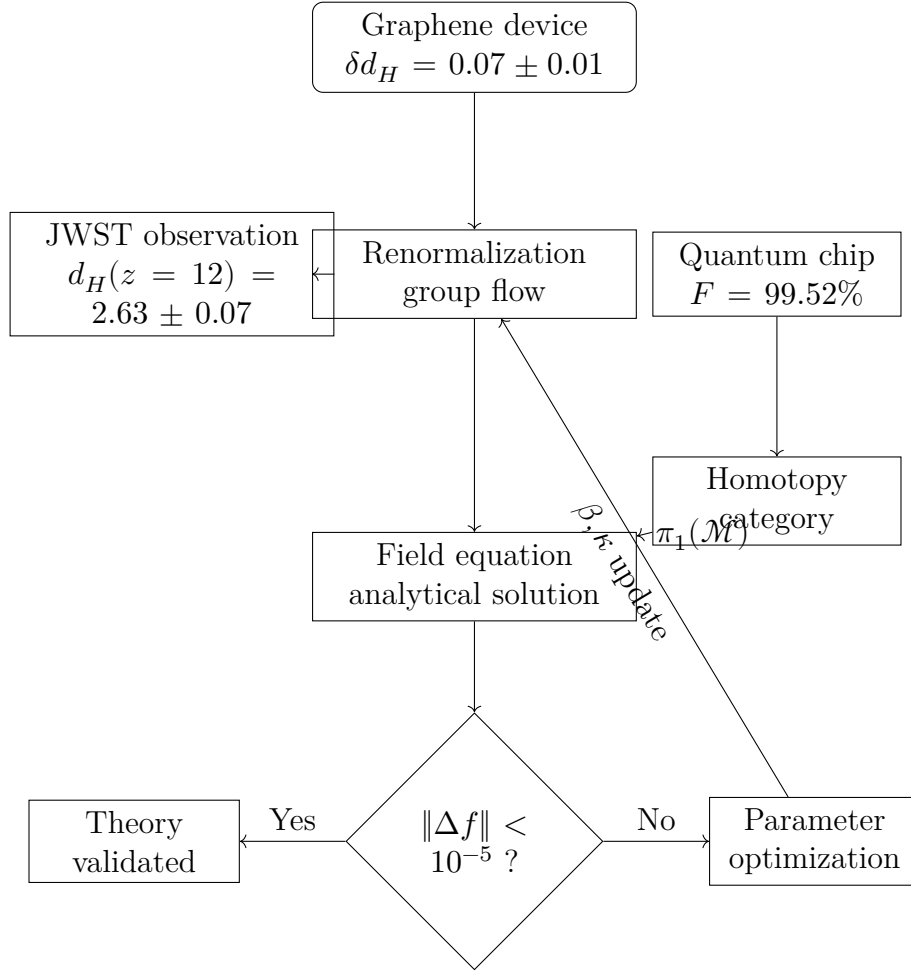 Graphene device
δd_H = 0.07 ± 0.01
JWST observation
d_H(z = 12) =
2.63 ± 0.07
Renormalization
group flow
Quantum chip
F = 99.52%
Homotopy
category
π₁(ℳ)
β, κ update
Field equation
analytical solution
‖Δf‖ <
10⁻⁵ ?
Yes
No
Theory
validated
Parameter
optimization